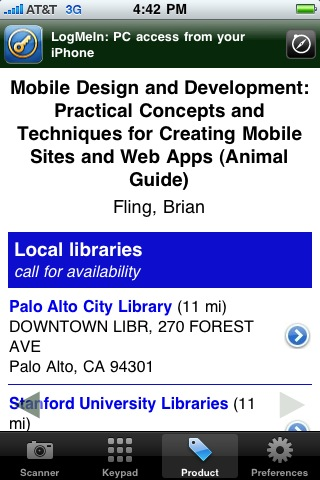 AT&T 3G 4:42 PM
LogMeIn: PC access from your
iPhone
Mobile Design and Development:
Practical Concepts and
Techniques for Creating Mobile
Sites and Web Apps (Animal
Guide)
Fling, Brian
Local libraries
call for availability
Palo Alto City Library (11 mi)
DOWNTOWN LIBR, 270 FOREST
AVE
Palo Alto, CA 94301
Stanford University Libraries (11
mi)
Scanner Keypad Product Preferences